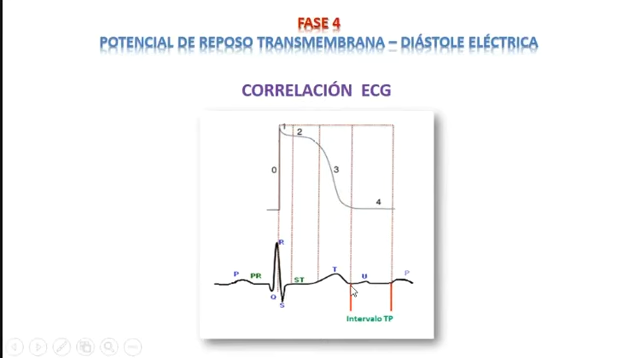 FASE 4
POTENCIAL DE REPOSO TRANSMEMBRANA – DIÁSTOLE ELÉCTRICA
CORRELACIÓN ECG
1
2
0
3
4
R
P
PR
ST
T
U
P
Q
S
Intervalo TP